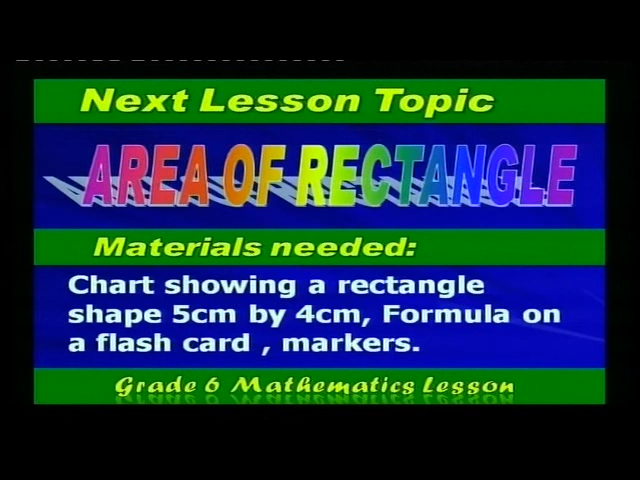 Next Lesson Topic
AREA OF RECTANGLE
Materials needed:
Chart showing a rectangle
shape 5cm by 4cm, Formula on
a flash card , markers.
Grade 6 Mathematics Lesson